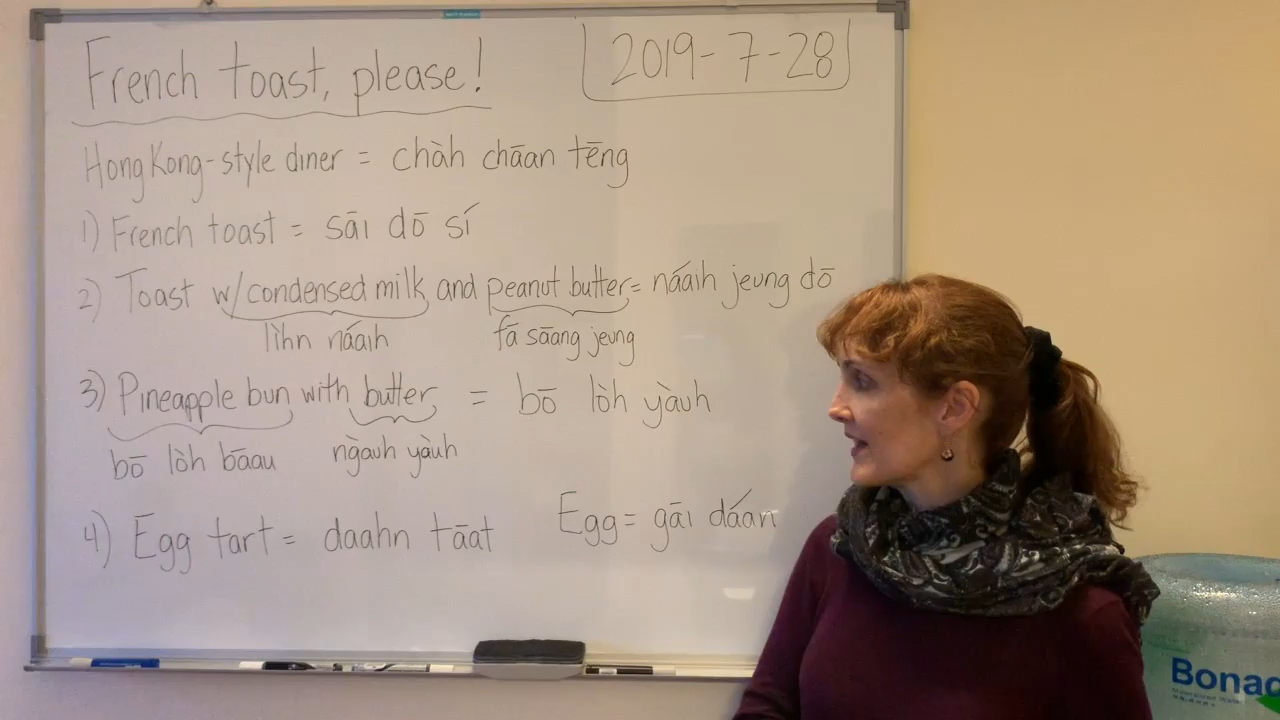 French toast, please!
2019-7-28
Hong Kong-style diner = chàh chāan tēng
1) French toast = sāi dō sí
2) Toast w/condensed milk and peanut butter = náaih jeung dō
lìhn náaih
fā sāang jeung
3) Pineapple bun with butter = bō lòh yàuh
bō lòh bāau
ngàuh yàuh
4) Egg tart = daahn tāat
Egg = gāi dáan
Bonaq